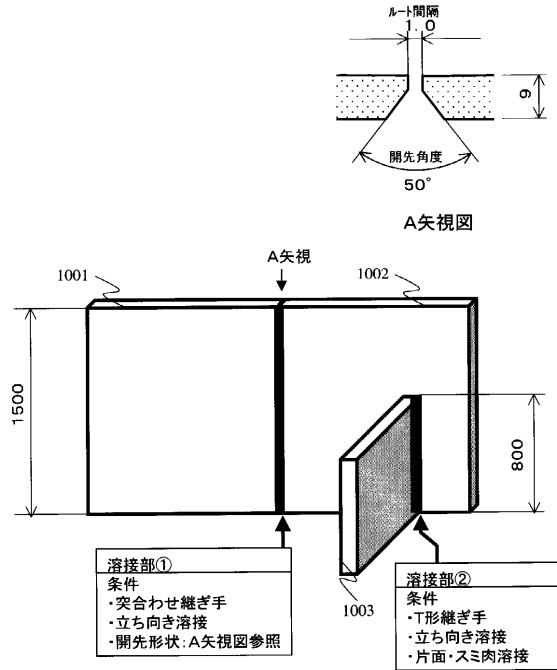 ルート間隔
1.0
9
開先角度
50°
A矢視図
A矢視
1001
1002
1500
800
1003
溶接部①
条件
・突合わせ継ぎ手
・立ち向き溶接
・開先形状:A矢視図参照
溶接部②
条件
・T形継ぎ手
・立ち向き溶接
・片面・スミ肉溶接